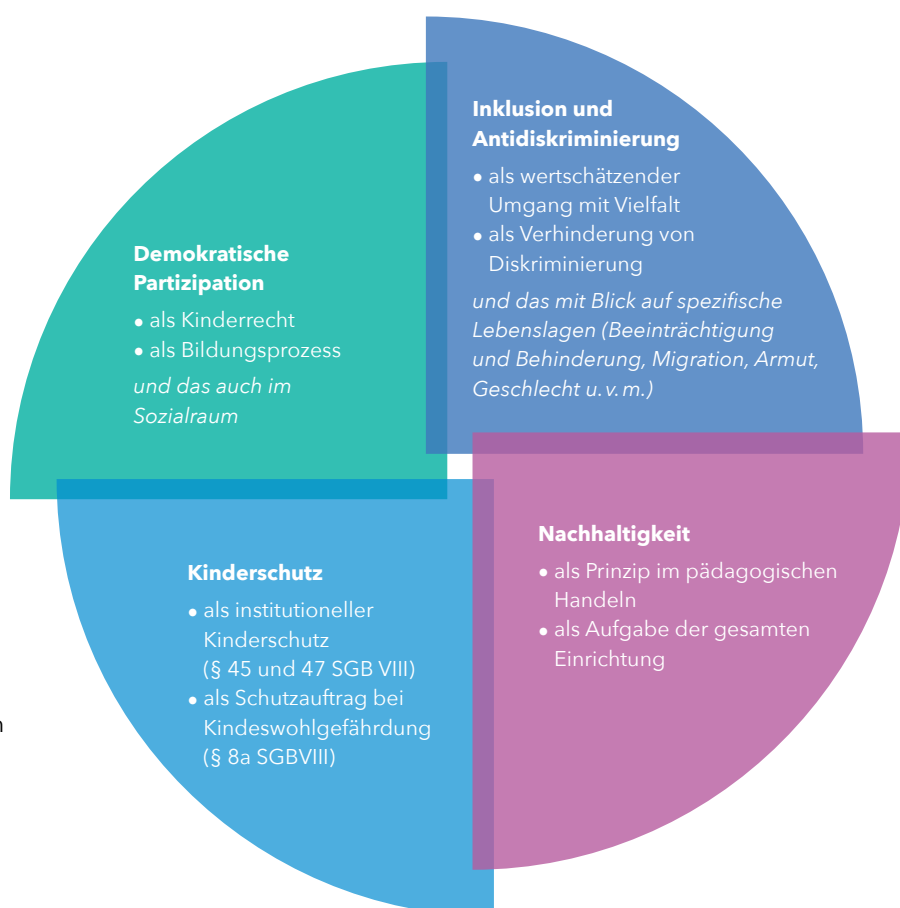 Inklusion und
Antidiskriminierung
• als wertschätzender
Umgang mit Vielfalt
• als Verhinderung von
Diskriminierung
und das mit Blick auf spezifische
Lebenslagen (Beeinträchtigung
und Behinderung, Migration, Armut,
Geschlecht u. v. m.)
Demokratische
Partizipation
• als Kinderrecht
• als Bildungsprozess
und das auch im
Sozialraum
Nachhaltigkeit
• als Prinzip im pädagogischen
Handeln
• als Aufgabe der gesamten
Einrichtung
Kinderschutz
• als institutioneller
Kinderschutz
(§ 45 und 47 SGB VIII)
• als Schutzauftrag bei
Kindeswohlgefährdung
(§ 8a SGBVIII)